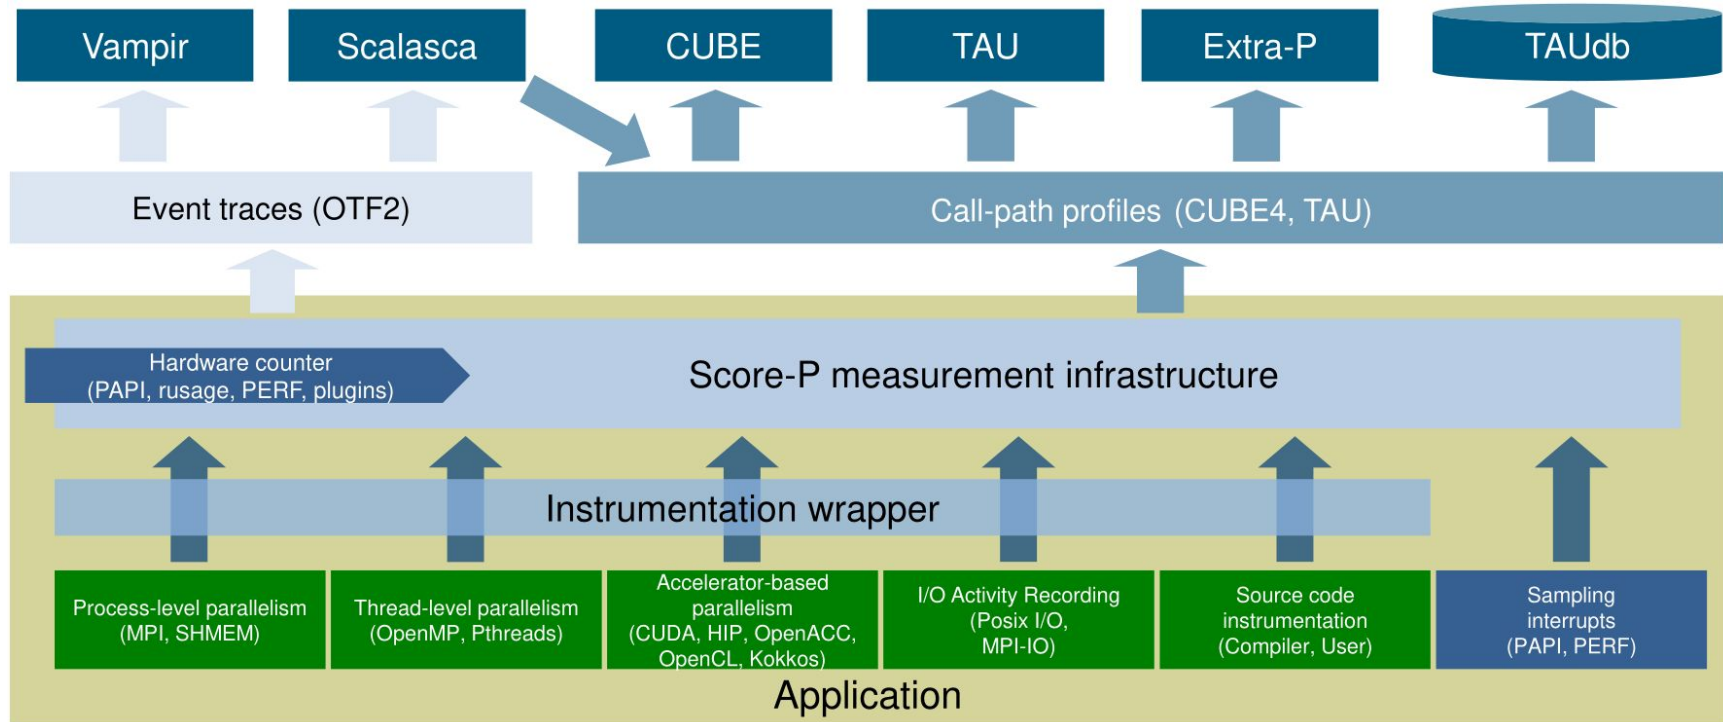 Vampir
Scalasca
CUBE
TAU
Extra-P
TAUdb
Event traces (OTF2)
Call-path profiles (CUBE4, TAU)
Hardware counter
(PAPI, rusage, PERF, plugins)
Score-P measurement infrastructure
Instrumentation wrapper
Process-level parallelism
(MPI, SHMEM)
Thread-level parallelism
(OpenMP, Pthreads)
Accelerator-based
parallelism
(CUDA, HIP, OpenACC,
OpenCL, Kokkos)
I/O Activity Recording
(Posix I/O,
MPI-IO)
Source code
instrumentation
(Compiler, User)
Sampling
interrupts
(PAPI, PERF)
Application